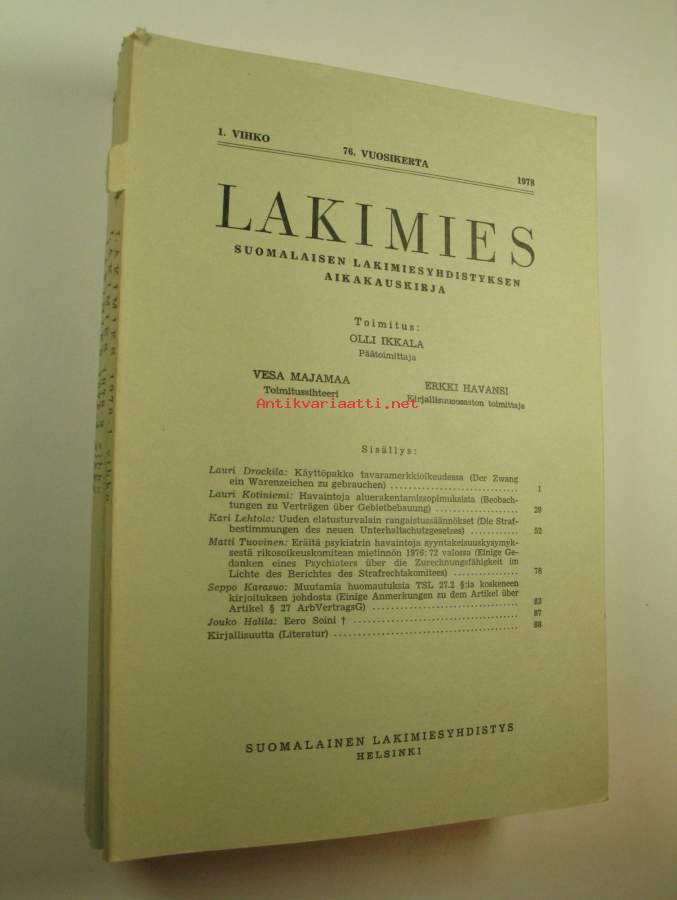 1. VIHKO 76. VUOSIKERTA 1978
LAKIMIES
SUOMALAISEN LAKIMIESYHDISTYKSEN
AIKAKAUSKIRJA
Toimitus:
OLLI IKKALA
Päätoimittaja
VESA MAJAMAA ERKKI HAVANSI
Toimitussihteeri Kirjallisuusosaston toimittaja
Antikvariaatti.net
Sisällys:
Lauri Drockila: Käyttöpakko tavaramerkkioikeudessa (Der Zwang
ein Warenzeichen zu gebrauchen) 1
Lauri Kotiniemi: Havaintoja aluerakentamissopimuksista (Beobach-
tungen zu Verträgen über Gebietbebauung) 29
Kari Lehtola: Uuden elatusturvalain rangaistussäännökset (Die Straf-
bestimmungen des neuen Unterhaltschutzgesetzes) 52
Matti Tuovinen: Eräitä psykiatrin havaintoja syyntakeisuuskysymyk-
sestä rikosoikeuskomitean mietinnön 1976:72 valossa (Einige Ge-
danken eines Psychiaters über die Zurechnungsfähigkeit im
Lichte des Berichtes des Strafrechtskomitees) 78
Seppo Karasuo: Muutamia huomautuksia TSL 27.2 §:ia koskeneen
kirjoituksen johdosta (Einige Anmerkungen zu dem Artikel über
Artikel § 27 ArbVertragsG) 83
Jouko Halila: Eero Soini † 87
Kirjallisuutta (Literatur) 88
SUOMALAINEN LAKIMIESYHDISTYS
HELSINKI
LAKIMIES 1978 1 vihko